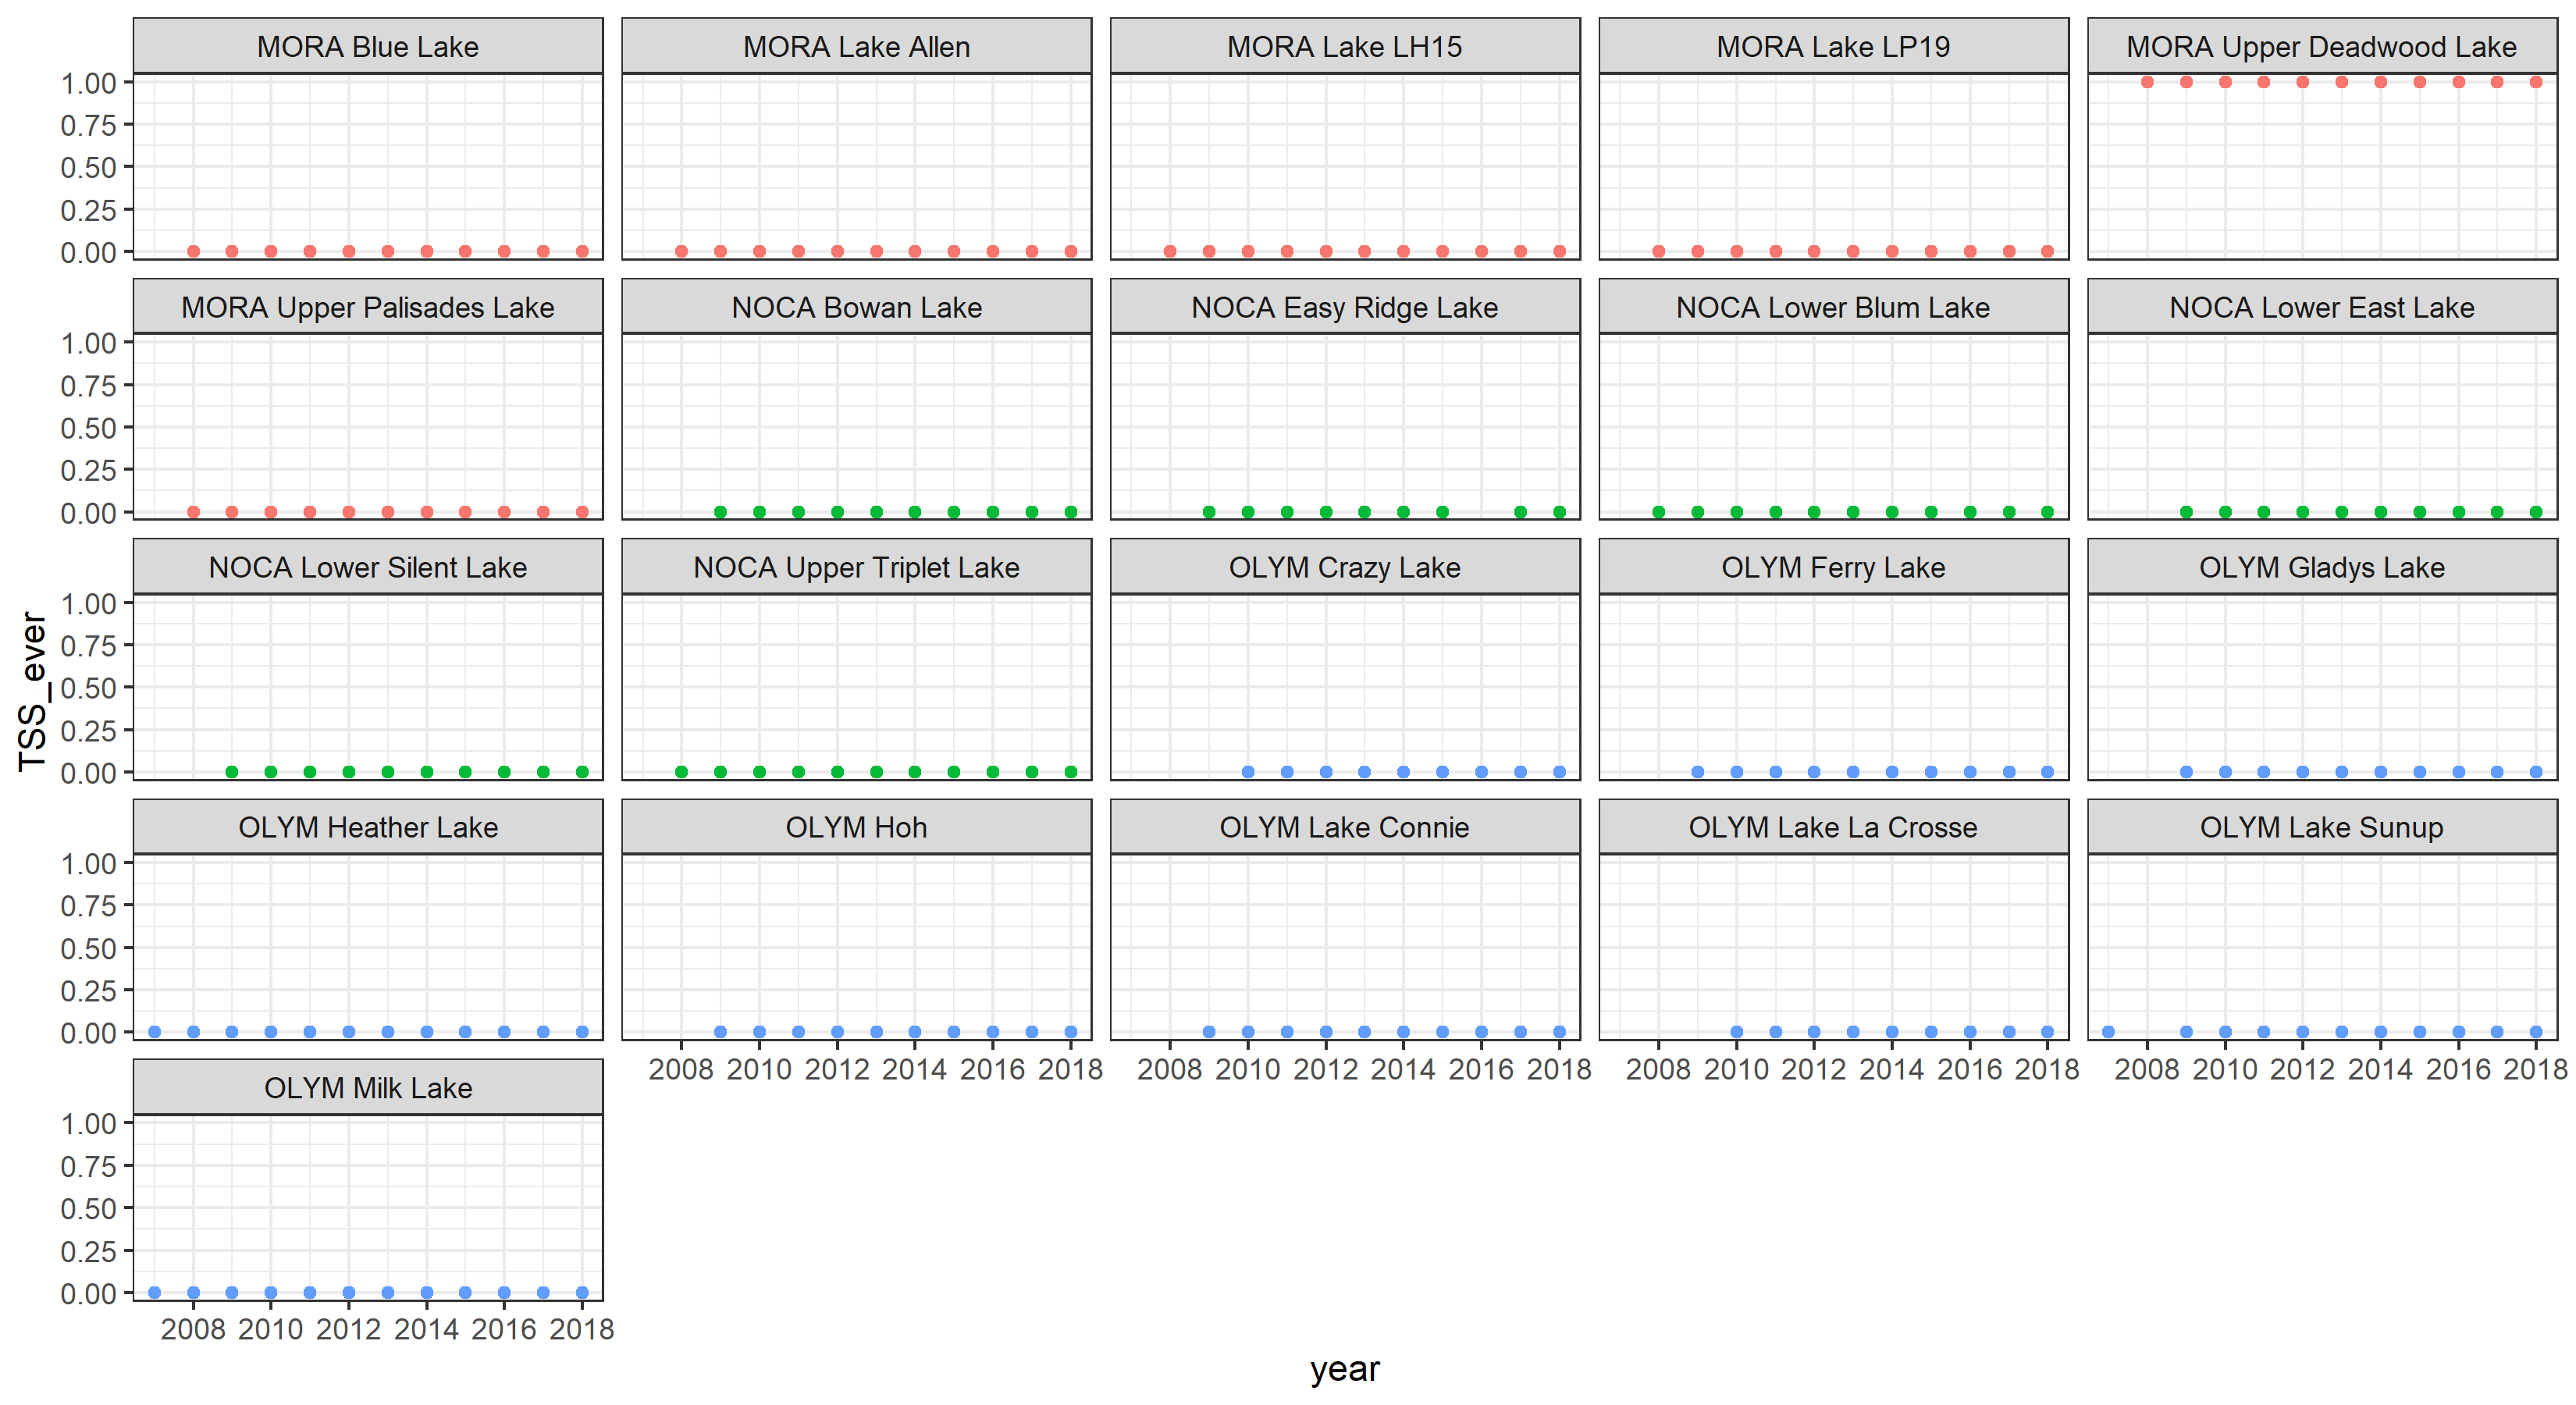 MORA Blue Lake MORA Lake Allen MORA Lake LH15 MORA Lake LP19 MORA Upper Deadwood Lake
1.00
0.75
0.50
0.25
0.00
MORA Upper Palisades Lake NOCA Bowan Lake NOCA Easy Ridge Lake NOCA Lower Blum Lake NOCA Lower East Lake
1.00
0.75
0.50
0.25
0.00
NOCA Lower Silent Lake NOCA Upper Triplet Lake OLYM Crazy Lake OLYM Ferry Lake OLYM Gladys Lake
1.00
0.75
0.50
0.25
0.00
TSS_ever
OLYM Heather Lake OLYM Hoh OLYM Lake Connie OLYM Lake La Crosse OLYM Lake Sunup
1.00
0.75
0.50
0.25
0.00
2008 2010 2012 2014 2016 2018 2008 2010 2012 2014 2016 2018 2008 2010 2012 2014 2016 2018 2008 2010 2012 2014 2016 2018
OLYM Milk Lake
1.00
0.75
0.50
0.25
0.00
2008 2010 2012 2014 2016 2018
year